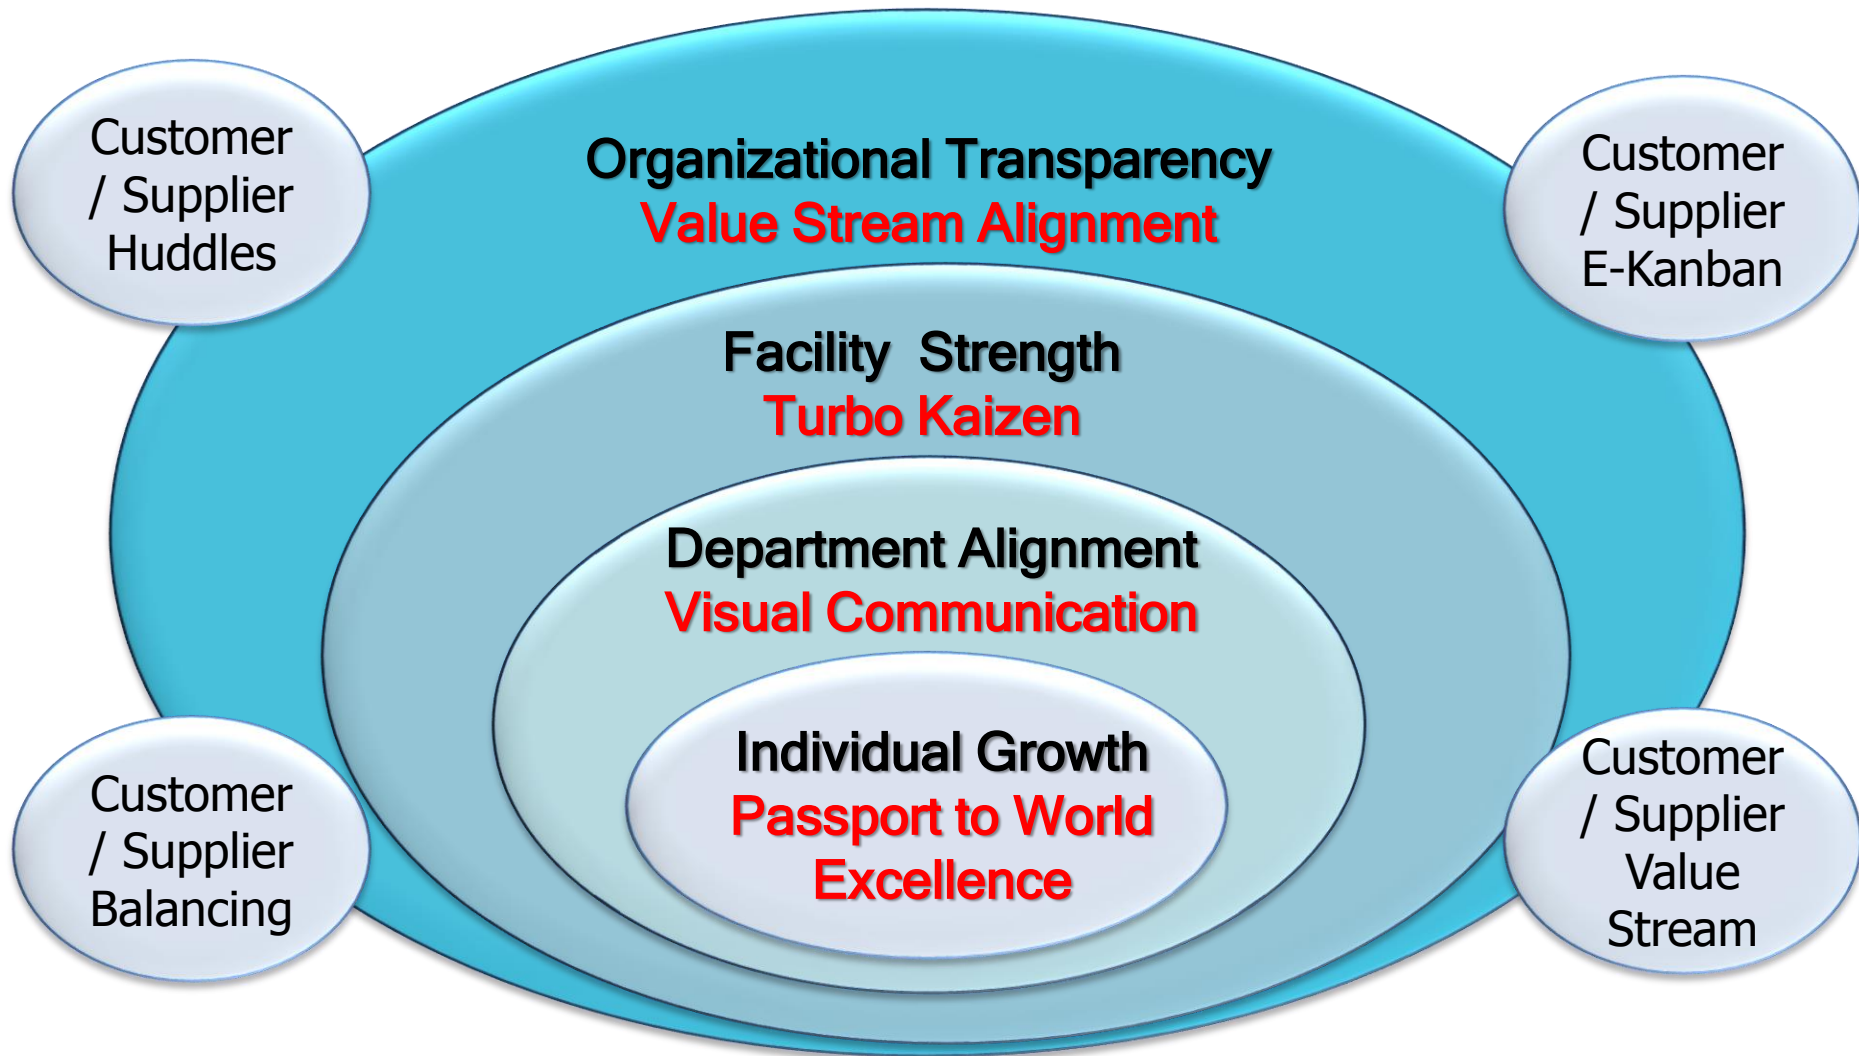 Customer
/ Supplier
Huddles
Organizational Transparency
Value Stream Alignment
Customer
/ Supplier
E-Kanban
Facility  Strength
Turbo Kaizen
Department Alignment
Visual Communication
Individual Growth
Passport to World
Excellence
Customer
/ Supplier
Balancing
Customer
/ Supplier
Value
Stream